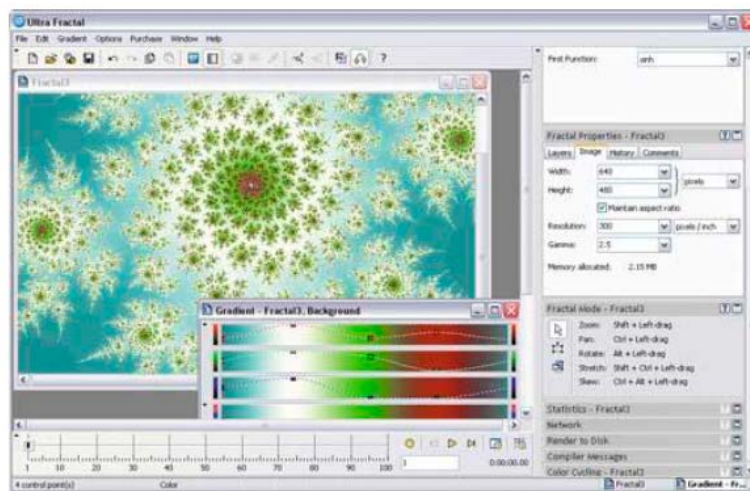 Ultra Fractal
File Edit Gradient Options Purchase Window Help
Fractal3
First Function: sinh
Fractal Properties - Fractal3
Layers Image History Comments
Width: 640
pixels
Height: 480
Maintain aspect ratio
Resolution: 300 pixels / inch
Gamma: 2.5
Memory allocated: 2.15 MB
Gradient - Fractal3, Background
Fractal Mode - Fractal3
Zoom: Shift + Left-drag
Pan: Ctrl + Left-drag
Rotate: Alt + Left-drag
Stretch: Shift + Ctrl + Left-drag
Skew: Ctrl + Alt + Left-drag
Statistics - Fractal3
Network
Render to Disk
Compiler Messages
Color Cycling - Fractal3
1 10 20 30 40 50 60 70 80 90 100
1 0:00:00.00
4 control point(s) Color Fractal3 Gradient - Fr...